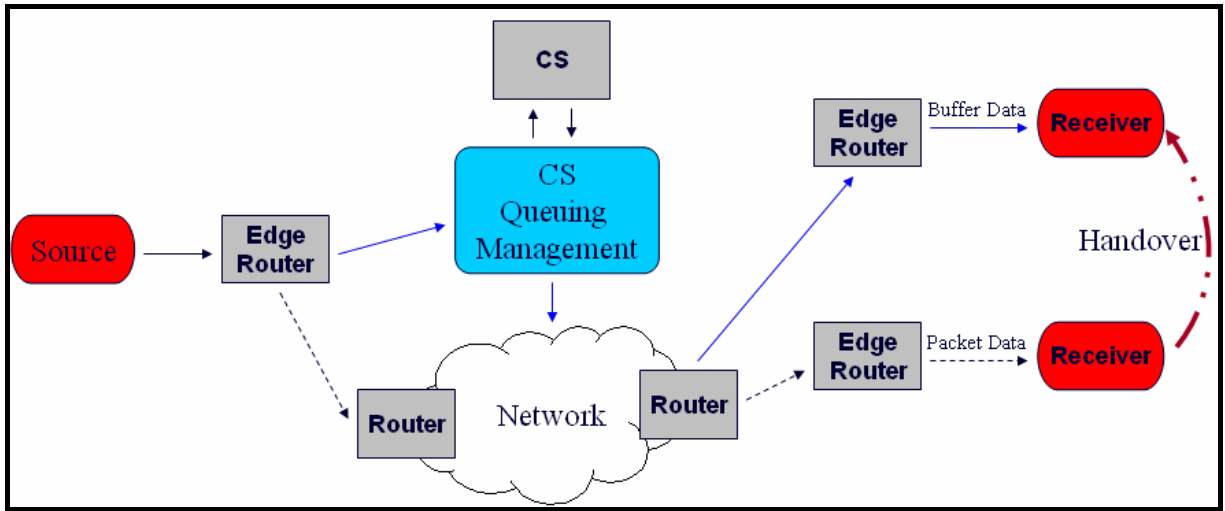 CS
CS
Queuing
Management
Source
Edge
Router
Router
Network
Router
Edge
Router
Buffer Data
Receiver
Handover
Edge
Router
Packet Data
Receiver